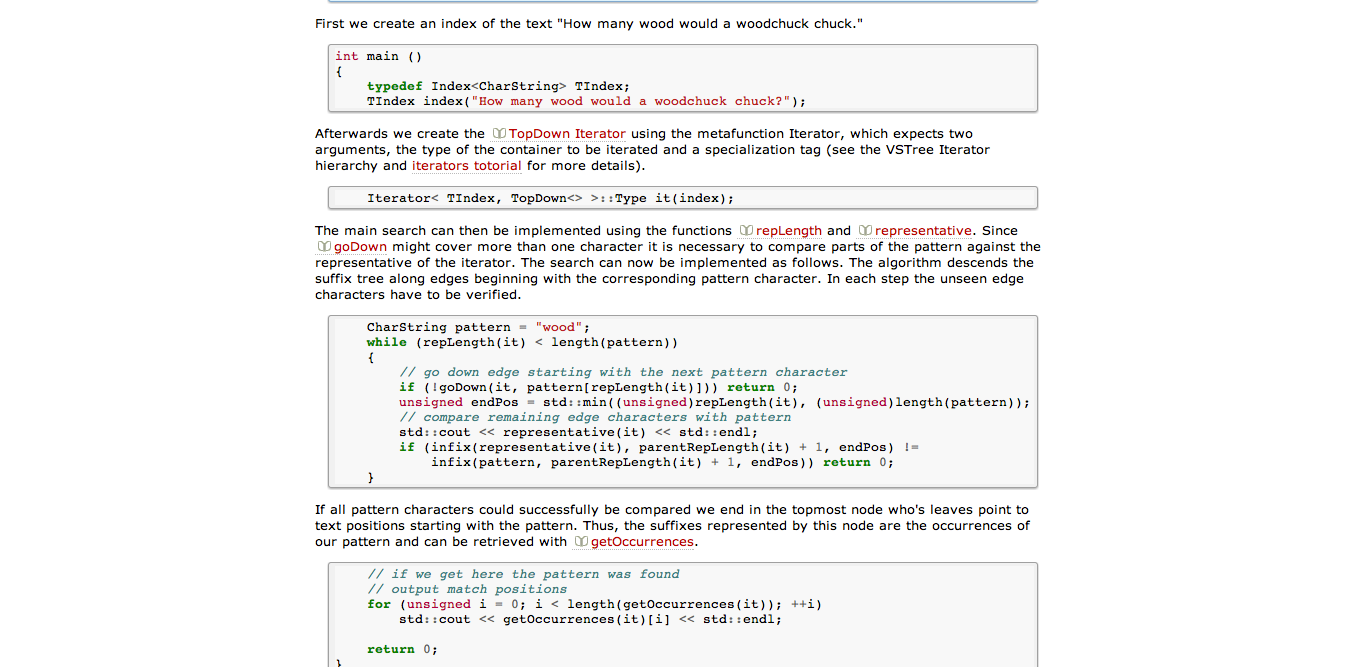 First we create an index of the text "How many wood would a woodchuck chuck."
int main ()
{
    typedef Index<CharString> TIndex;
    TIndex index("How many wood would a woodchuck chuck?");
Afterwards we create the TopDown Iterator using the metafunction Iterator, which expects two
arguments, the type of the container to be iterated and a specialization tag (see the VSTree Iterator
hierarchy and iterators totorial for more details).
    Iterator< TIndex, TopDown<> >::Type it(index);
The main search can then be implemented using the functions repLength and representative. Since
goDown might cover more than one character it is necessary to compare parts of the pattern against the
representative of the iterator. The search can now be implemented as follows. The algorithm descends the
suffix tree along edges beginning with the corresponding pattern character. In each step the unseen edge
characters have to be verified.
    CharString pattern = "wood";
    while (repLength(it) < length(pattern))
    {
        // go down edge starting with the next pattern character
        if (!goDown(it, pattern[repLength(it)])) return 0;
        unsigned endPos = std::min((unsigned)repLength(it), (unsigned)length(pattern));
        // compare remaining edge characters with pattern
        std::cout << representative(it) << std::endl;
        if (infix(representative(it), parentRepLength(it) + 1, endPos) !=
            infix(pattern, parentRepLength(it) + 1, endPos)) return 0;
    }
If all pattern characters could successfully be compared we end in the topmost node who's leaves point to
text positions starting with the pattern. Thus, the suffixes represented by this node are the occurrences of
our pattern and can be retrieved with getOccurrences.
    // if we get here the pattern was found
    // output match positions
    for (unsigned i = 0; i < length(getOccurrences(it)); ++i)
        std::cout << getOccurrences(it)[i] << std::endl;
    return 0;
}